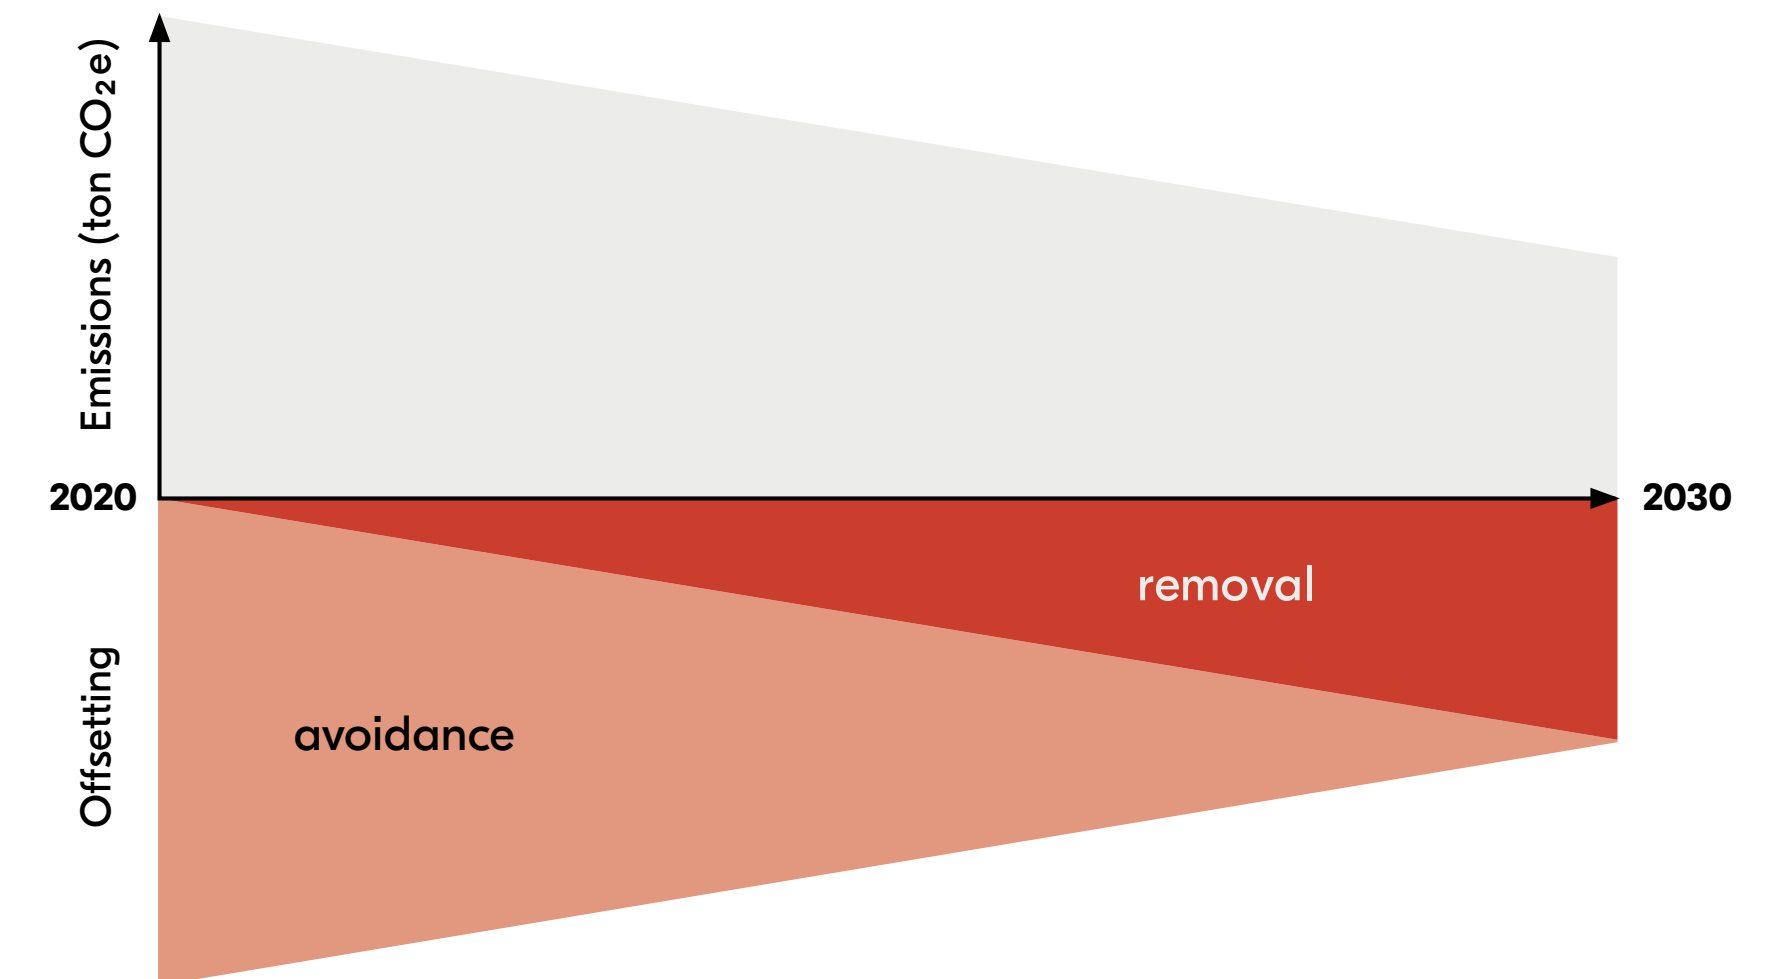 Emissions (ton CO₂e)
2020
2030
removal
avoidance
Offsetting